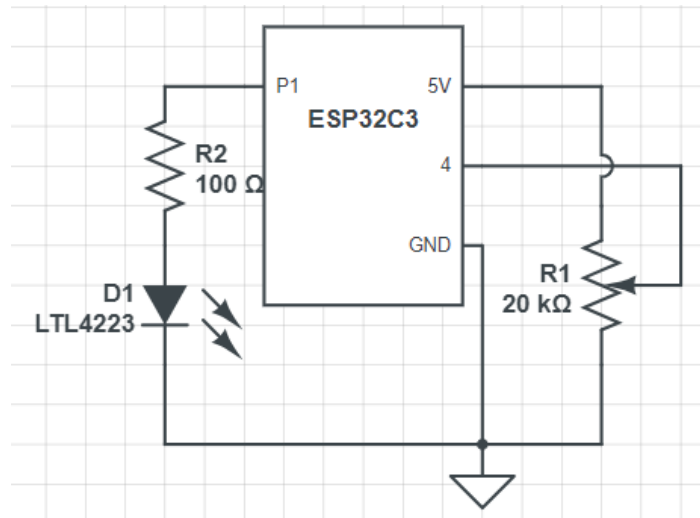 P1
5V
ESP32C3
R2
100 Ω
4
GND
R1
20 kΩ
D1
LTL4223